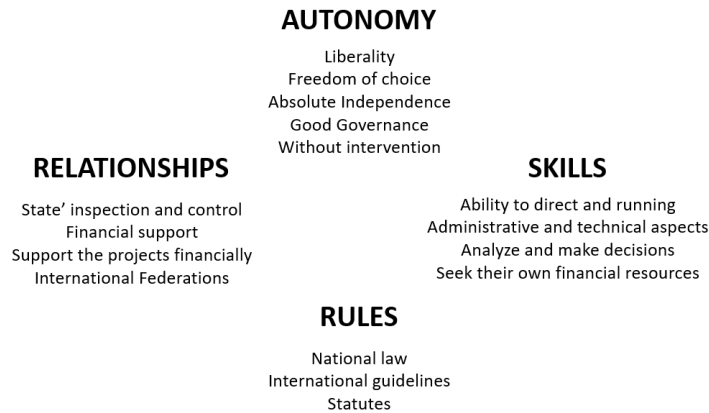 AUTONOMY
Liberality
Freedom of choice
Absolute Independence
Good Governance
Without intervention
RELATIONSHIPS
State’ inspection and control
Financial support
Support the projects financially
International Federations
SKILLS
Ability to direct and running
Administrative and technical aspects
Analyze and make decisions
Seek their own financial resources
RULES
National law
International guidelines
Statutes